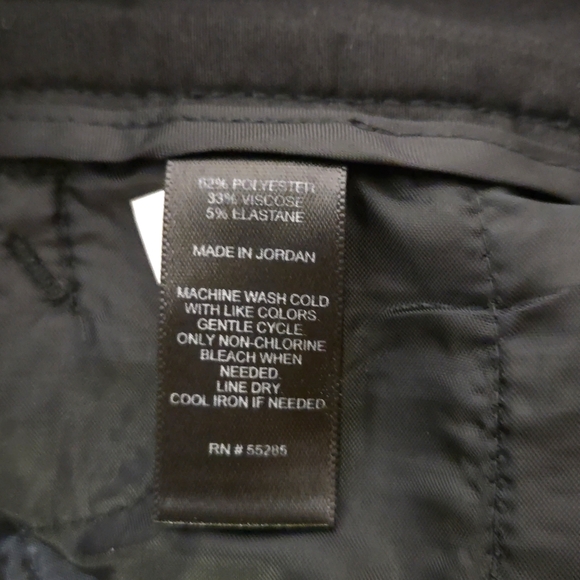 62% POLYESTER
33% VISCOSE
5% ELASTANE
MADE IN JORDAN
MACHINE WASH COLD
WITH LIKE COLORS.
GENTLE CYCLE.
ONLY NON-CHLORINE
BLEACH WHEN
NEEDED.
LINE DRY.
COOL IRON IF NEEDED.
RN # 55285